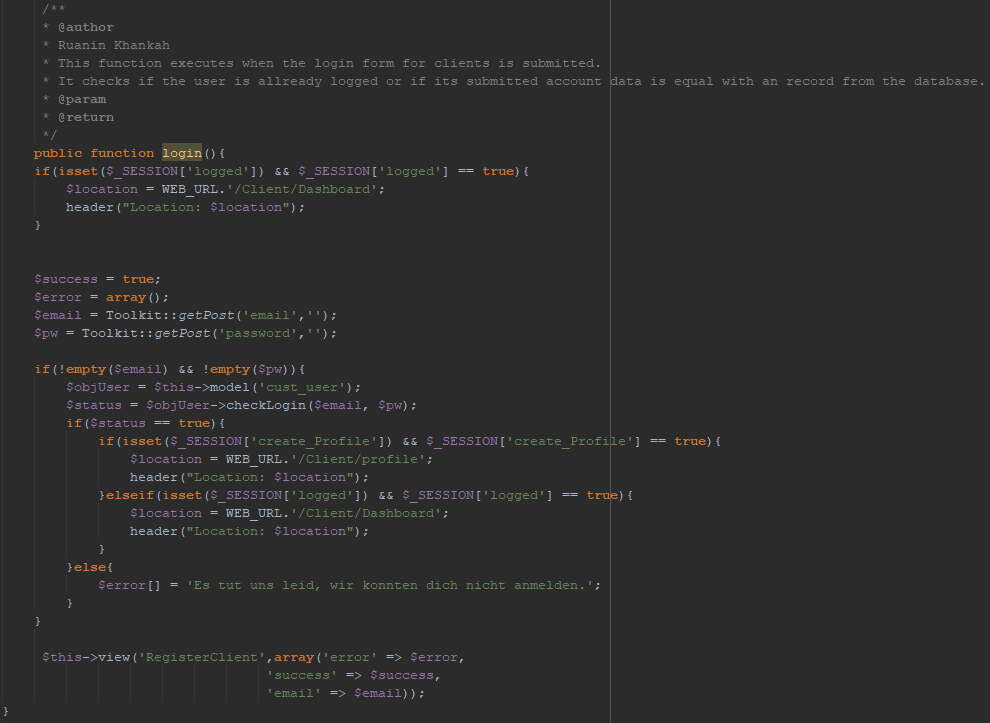 /**
* @author
* Ruanin Khankah
* This function executes when the login form for clients is submitted.
* It checks if the user is allready logged or if its submitted account data is equal with an record from the database.
* @param
* @return
*/
public function login(){
if(isset($_SESSION['logged']) && $_SESSION['logged'] == true){
$location = WEB_URL.'/Client/Dashboard';
header("Location: $location");
}
$success = true;
$error = array();
$email = Toolkit::getPost('email','');
$pw = Toolkit::getPost('password','');
if(!empty($email) && !empty($pw)){
$objUser = $this->model('cust_user');
$status = $objUser->checkLogin($email, $pw);
if($status == true){
if(isset($_SESSION['create_Profile']) && $_SESSION['create_Profile'] == true){
$location = WEB_URL.'/Client/profile';
header("Location: $location");
}elseif(isset($_SESSION['logged']) && $_SESSION['logged'] == true){
$location = WEB_URL.'/Client/Dashboard';
header("Location: $location");
}
}else{
$error[] = 'Es tut uns leid, wir konnten dich nicht anmelden.';
}
}
$this->view('RegisterClient',array('error' => $error,
'success' => $success,
'email' => $email));
}